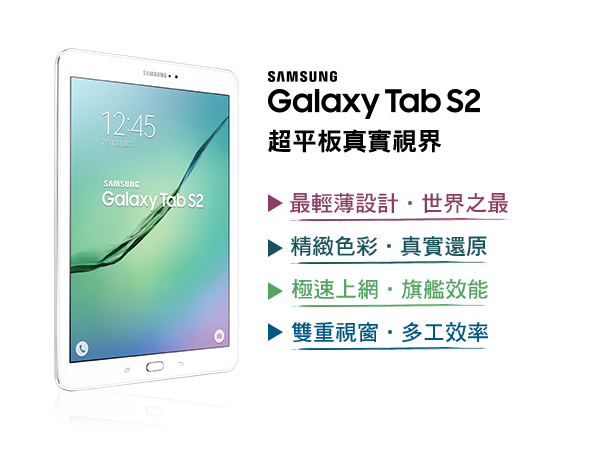 SAMSUNG
12:45
SAMSUNG
Galaxy Tab S2
SAMSUNG
Galaxy Tab S2
超平板真實視界
最輕薄設計・世界之最
精緻色彩・真實還原
極速上網・旗艦效能
雙重視窗・多工效率